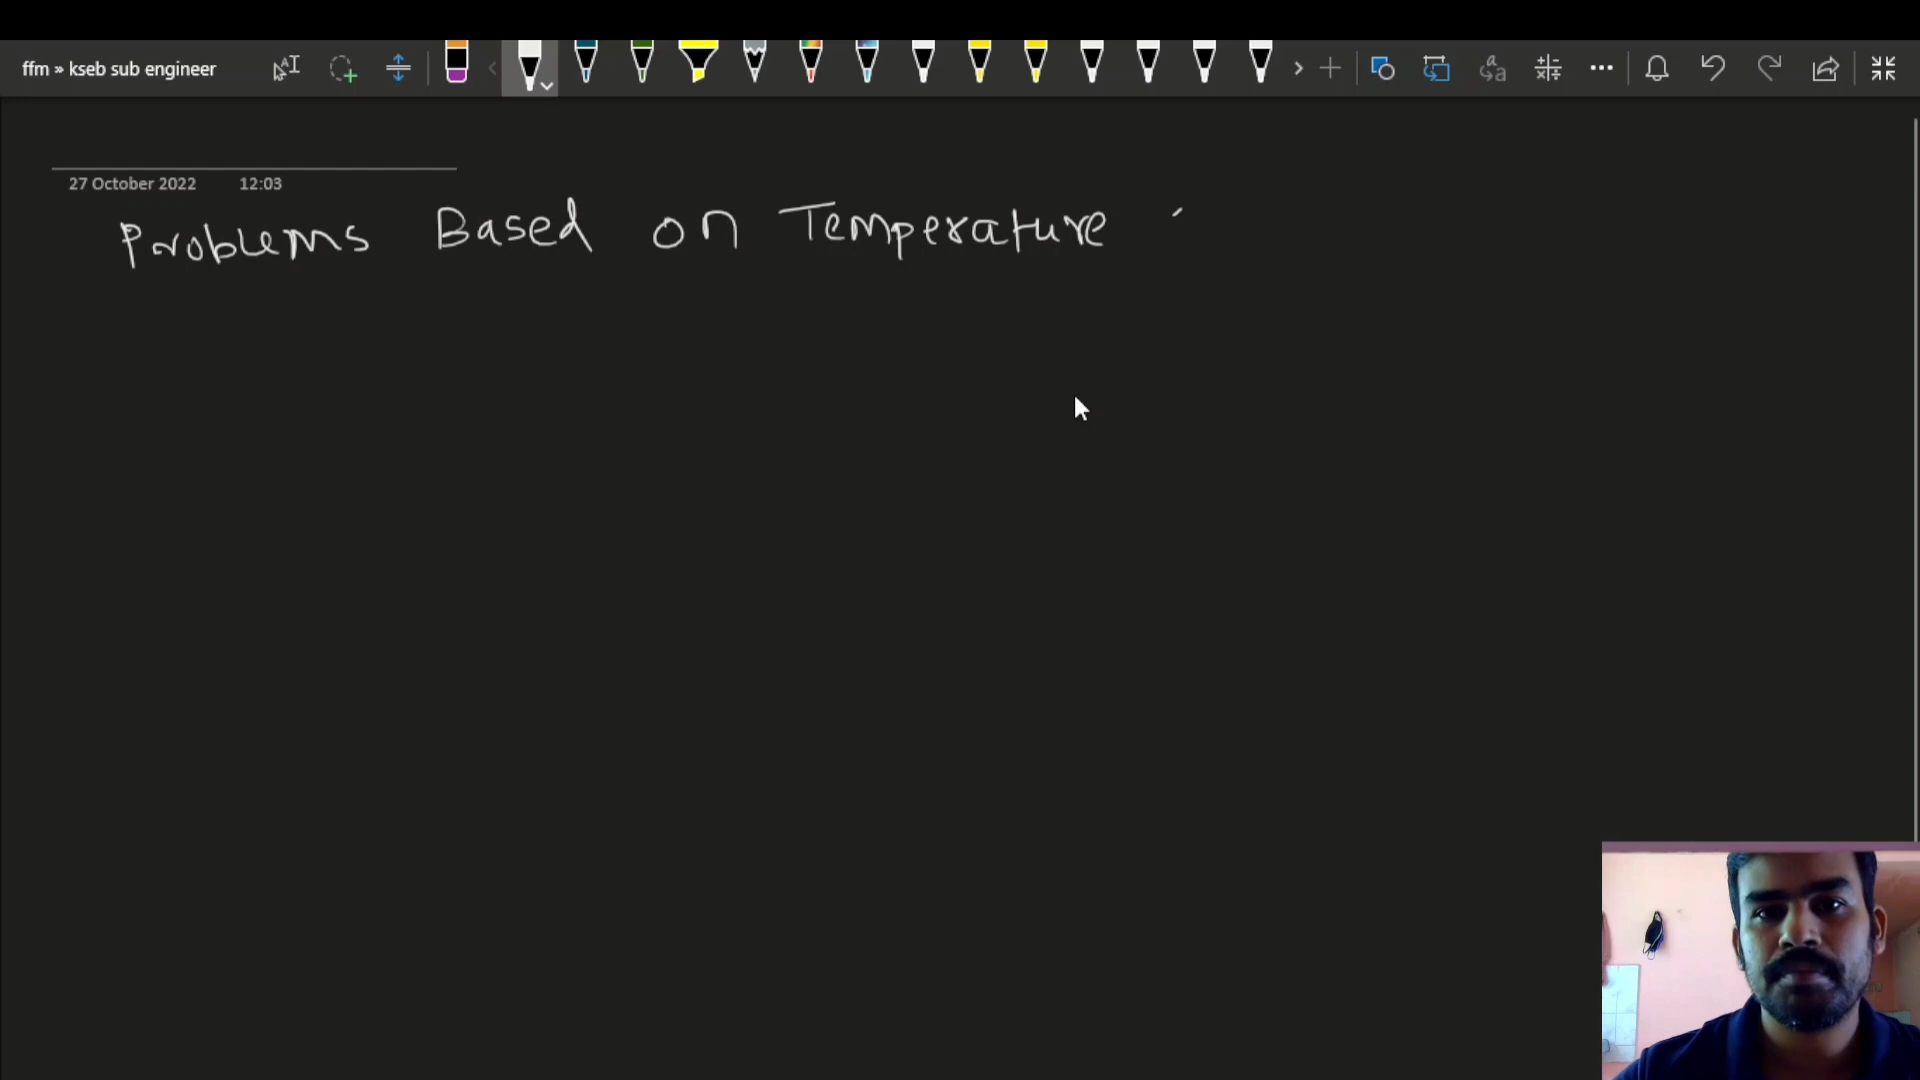 ffm » kseb sub engineer
27 October 2022 12:03
Problems Based on Temperature